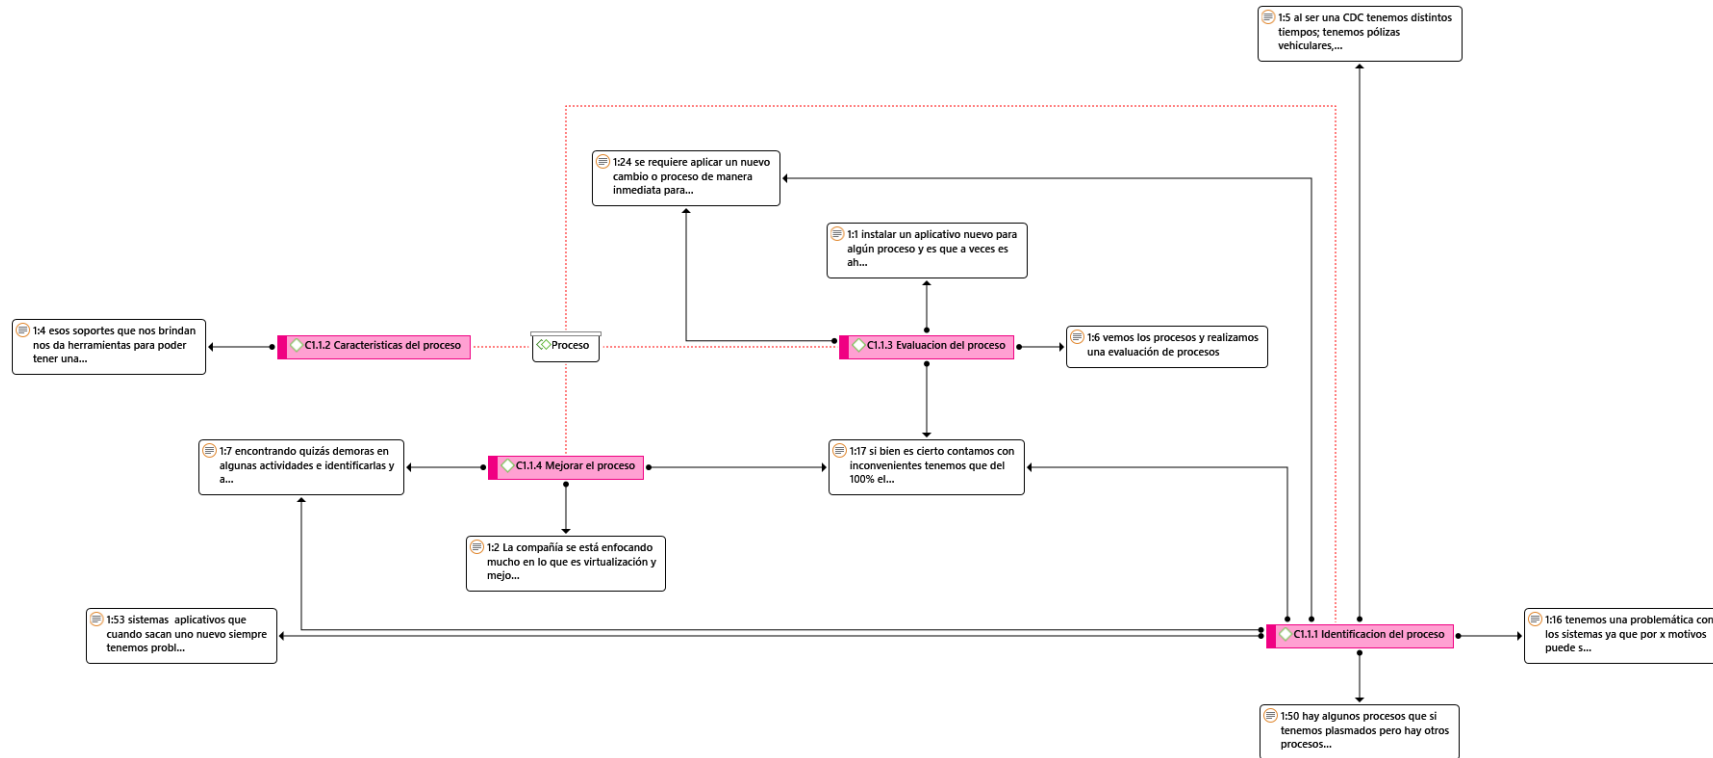 1:5 al ser una CDC tenemos distintos
tiempos; tenemos pólizas
vehiculares,...
1:24 se requiere aplicar un nuevo
cambio o proceso de manera
inmediata para...
1:1 instalar un aplicativo nuevo para
algún proceso y es que a veces es
ah...
1:4 esos soportes que nos brindan
nos da herramientas para poder
tener una...
C1.1.2 Caracteristicas del proceso
Proceso
C1.1.3 Evaluacion del proceso
1:6 vemos los procesos y realizamos
una evaluación de procesos
1:7 encontrando quizás demoras en
algunas actividades e identificarlas y
a...
C1.1.4 Mejorar el proceso
1:17 si bien es cierto contamos con
inconvenientes tenemos que del
100% el...
1:2 La compañía se está enfocando
mucho en lo que es virtualización y
mejo...
1:53 sistemas  aplicativos que
cuando sacan uno nuevo siempre
tenemos probl...
C1.1.1 Identificacion del proceso
1:16 tenemos una problemática con
los sistemas ya que por x motivos
puede s...
1:50 hay algunos procesos que si
tenemos plasmados pero hay otros
procesos...